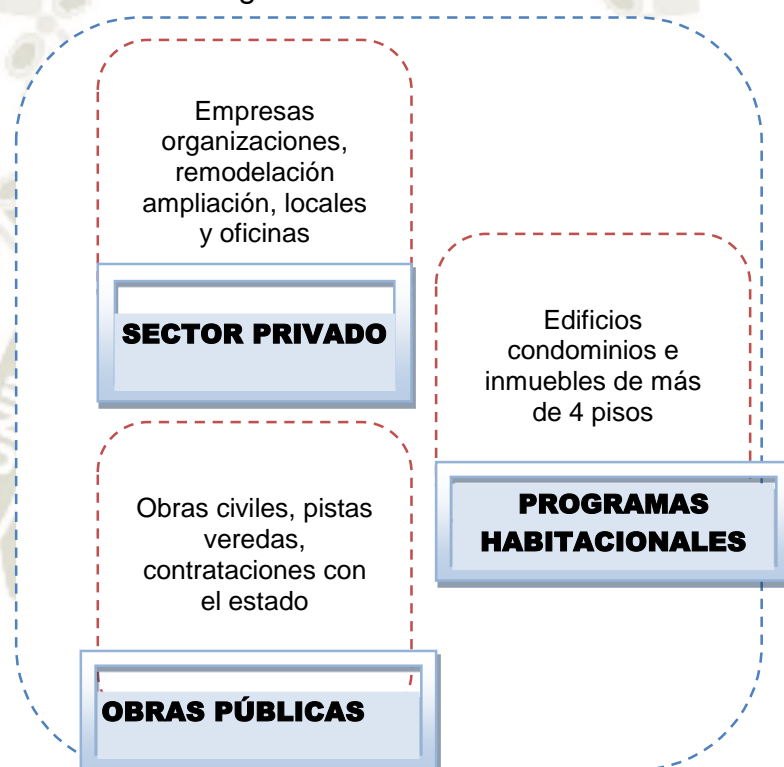 Empresas
organizaciones,
remodelación
ampliación, locales
y oficinas
SECTOR PRIVADO
Edificios
condominios e
inmuebles de más
de 4 pisos
PROGRAMAS
HABITACIONALES
Obras civiles, pistas
veredas,
contrataciones con
el estado
OBRAS PÚBLICAS